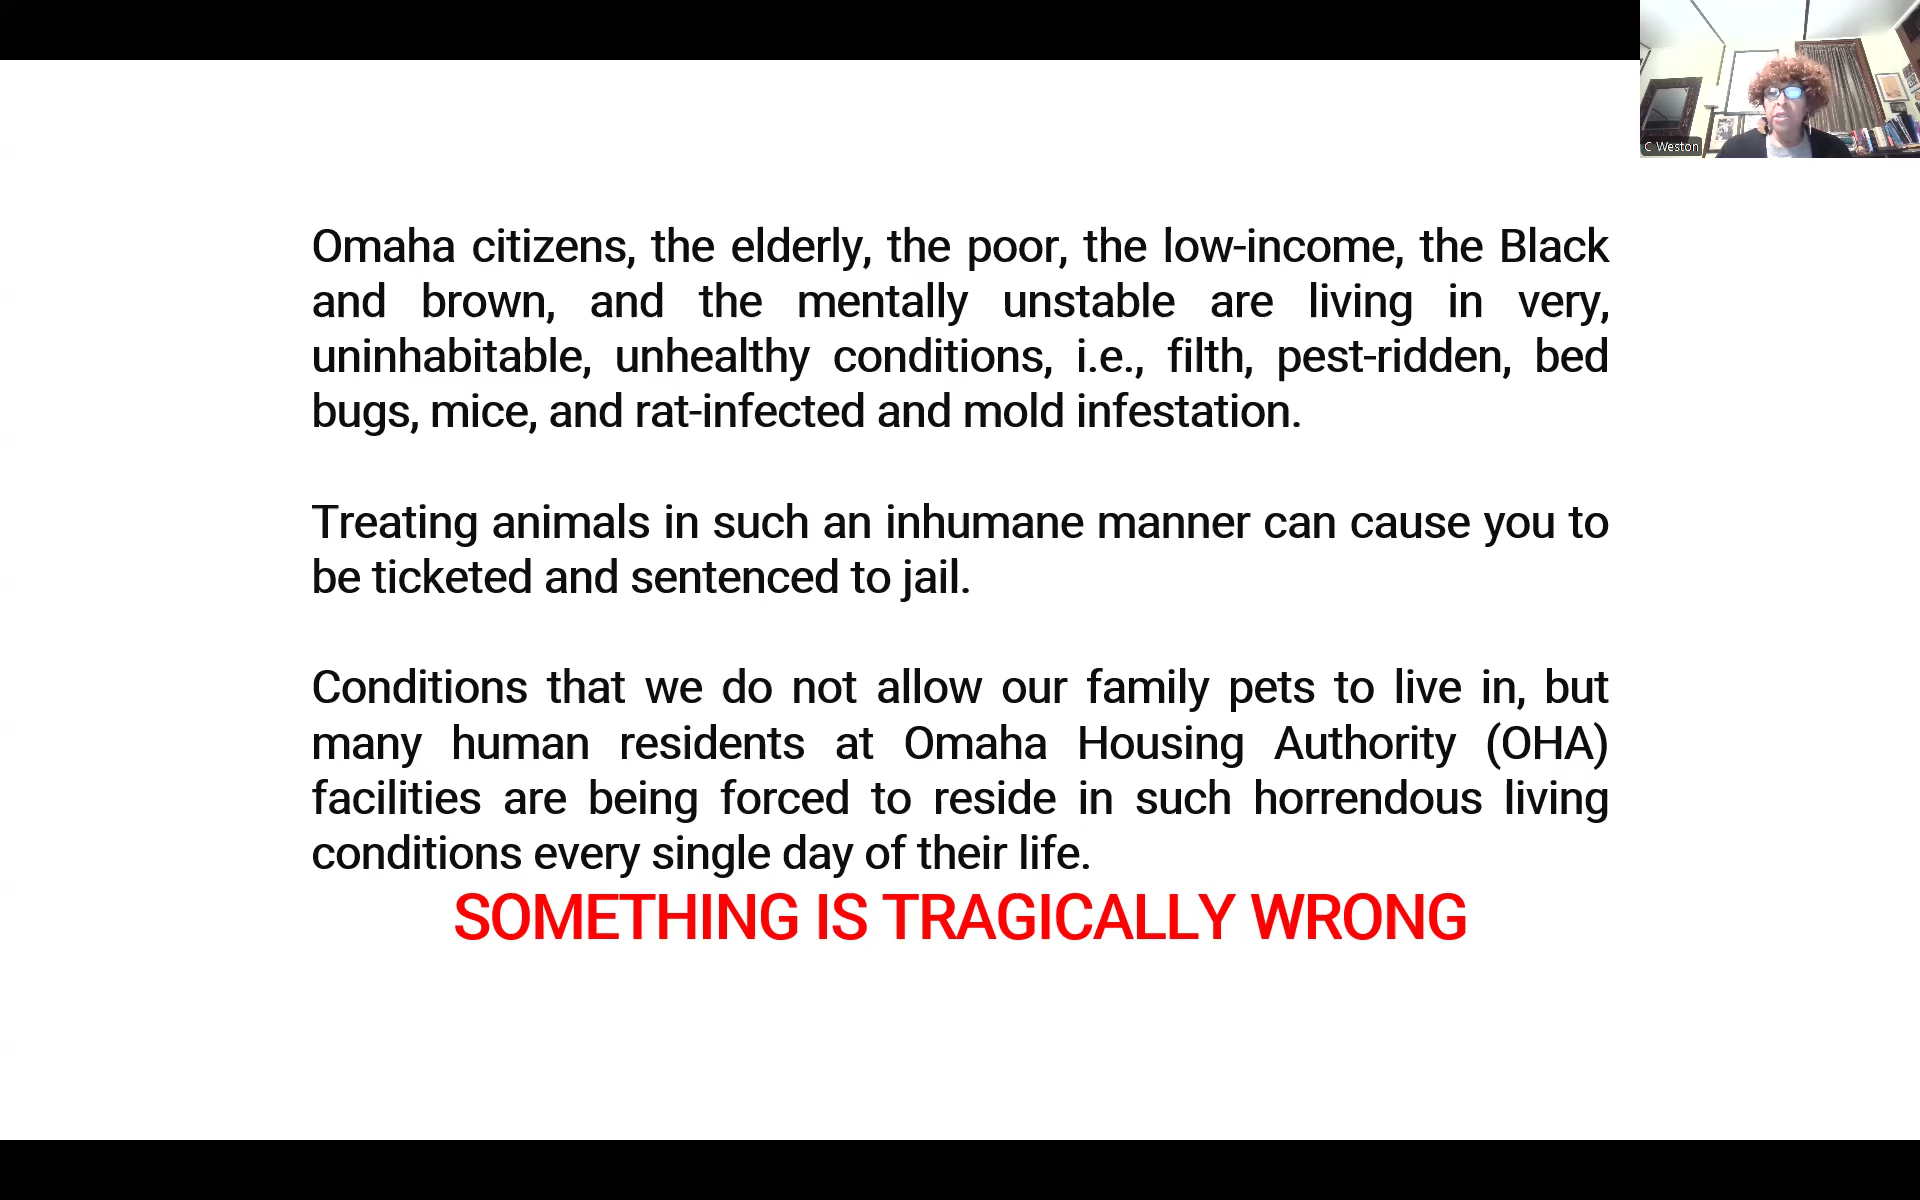 C Weston
Omaha citizens, the elderly, the poor, the low-income, the Black
and brown, and the mentally unstable are living in very,
uninhabitable, unhealthy conditions, i.e., filth, pest-ridden, bed
bugs, mice, and rat-infected and mold infestation.
Treating animals in such an inhumane manner can cause you to
be ticketed and sentenced to jail.
Conditions that we do not allow our family pets to live in, but
many human residents at Omaha Housing Authority (OHA)
facilities are being forced to reside in such horrendous living
conditions every single day of their life.
SOMETHING IS TRAGICALLY WRONG